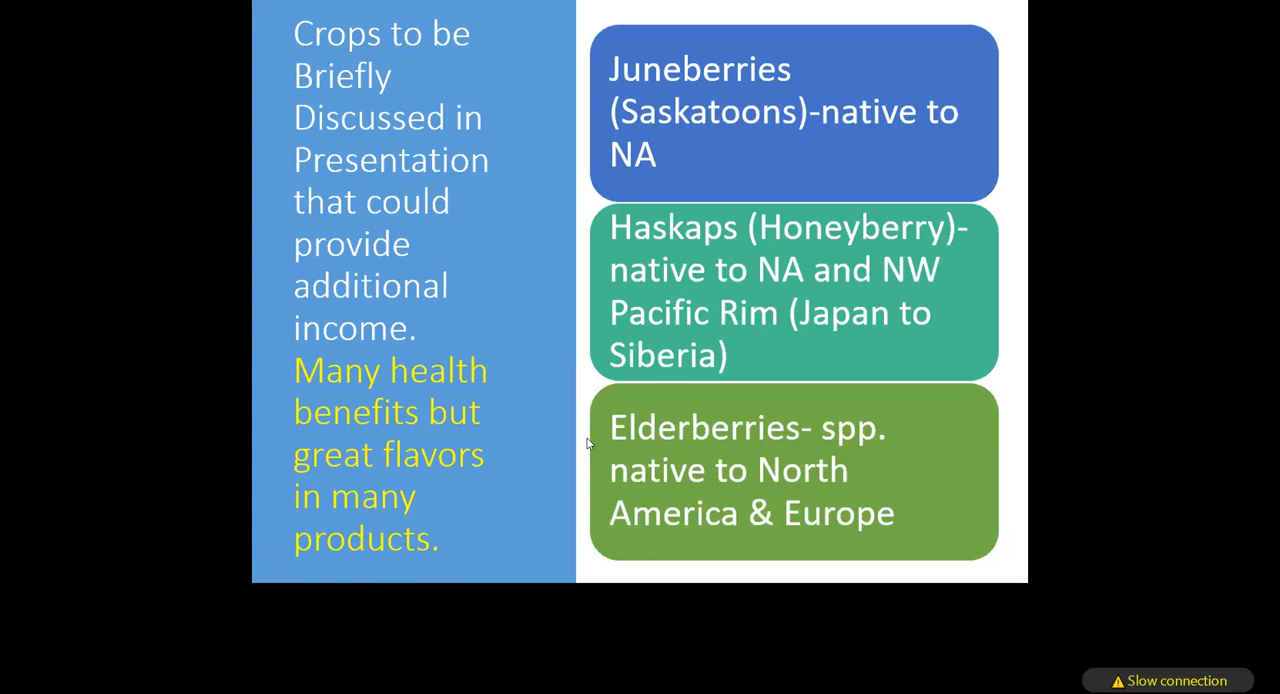 Crops to be
Briefly
Discussed in
Presentation
that could
provide
additional
income.
Many health
benefits but
great flavors
in many
products.
Juneberries
(Saskatoons)-native to
NA
Haskaps (Honeyberry)-
native to NA and NW
Pacific Rim (Japan to
Siberia)
Elderberries- spp.
native to North
America & Europe
Slow connection